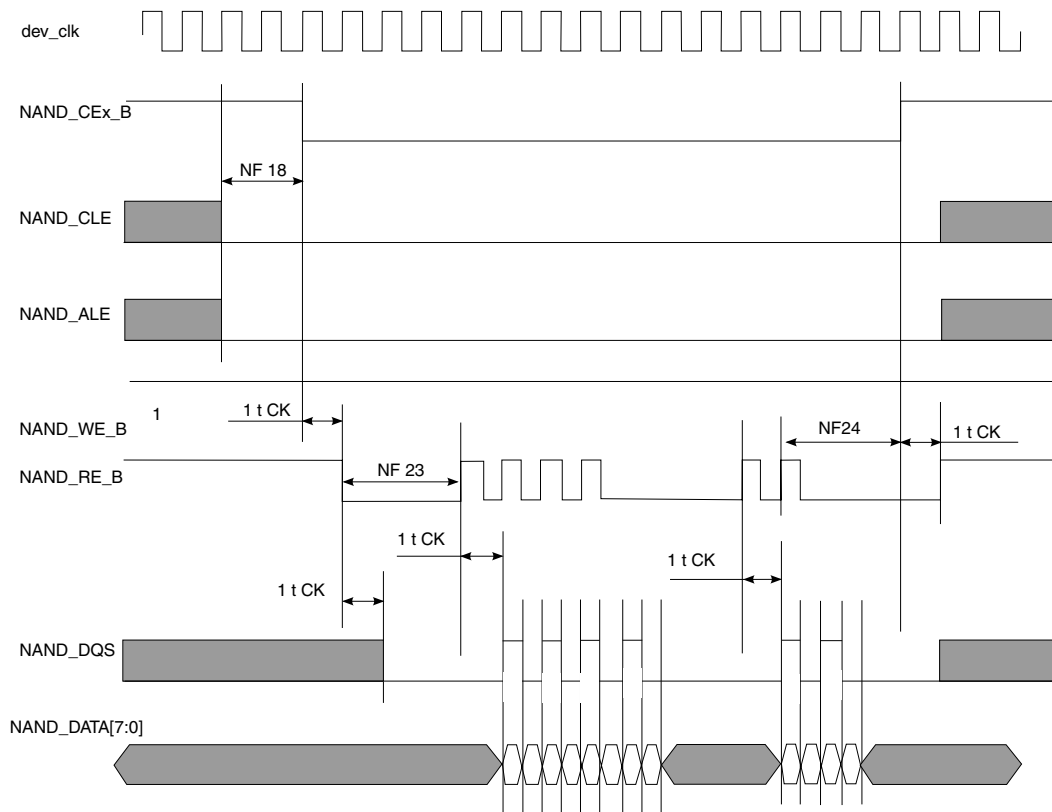 dev_clk
NAND_CEx_B
NF 18
NAND_CLE
NAND_ALE
1
1 t CK
NAND_WE_B
NF24
1 t CK
NF 23
NAND_RE_B
1 t CK
1 t CK
1 t CK
NAND_DQS
NAND_DATA[7:0]